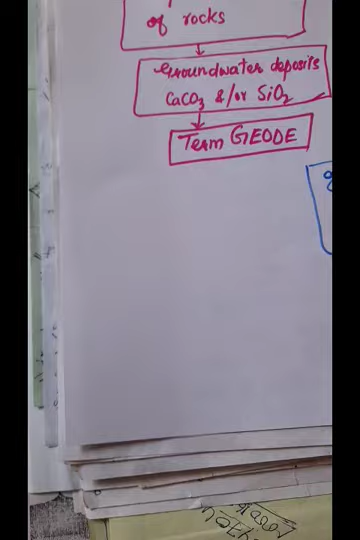 of rocks
Groundwater deposits
CaCO3 &/or SiO2
Term GEODE